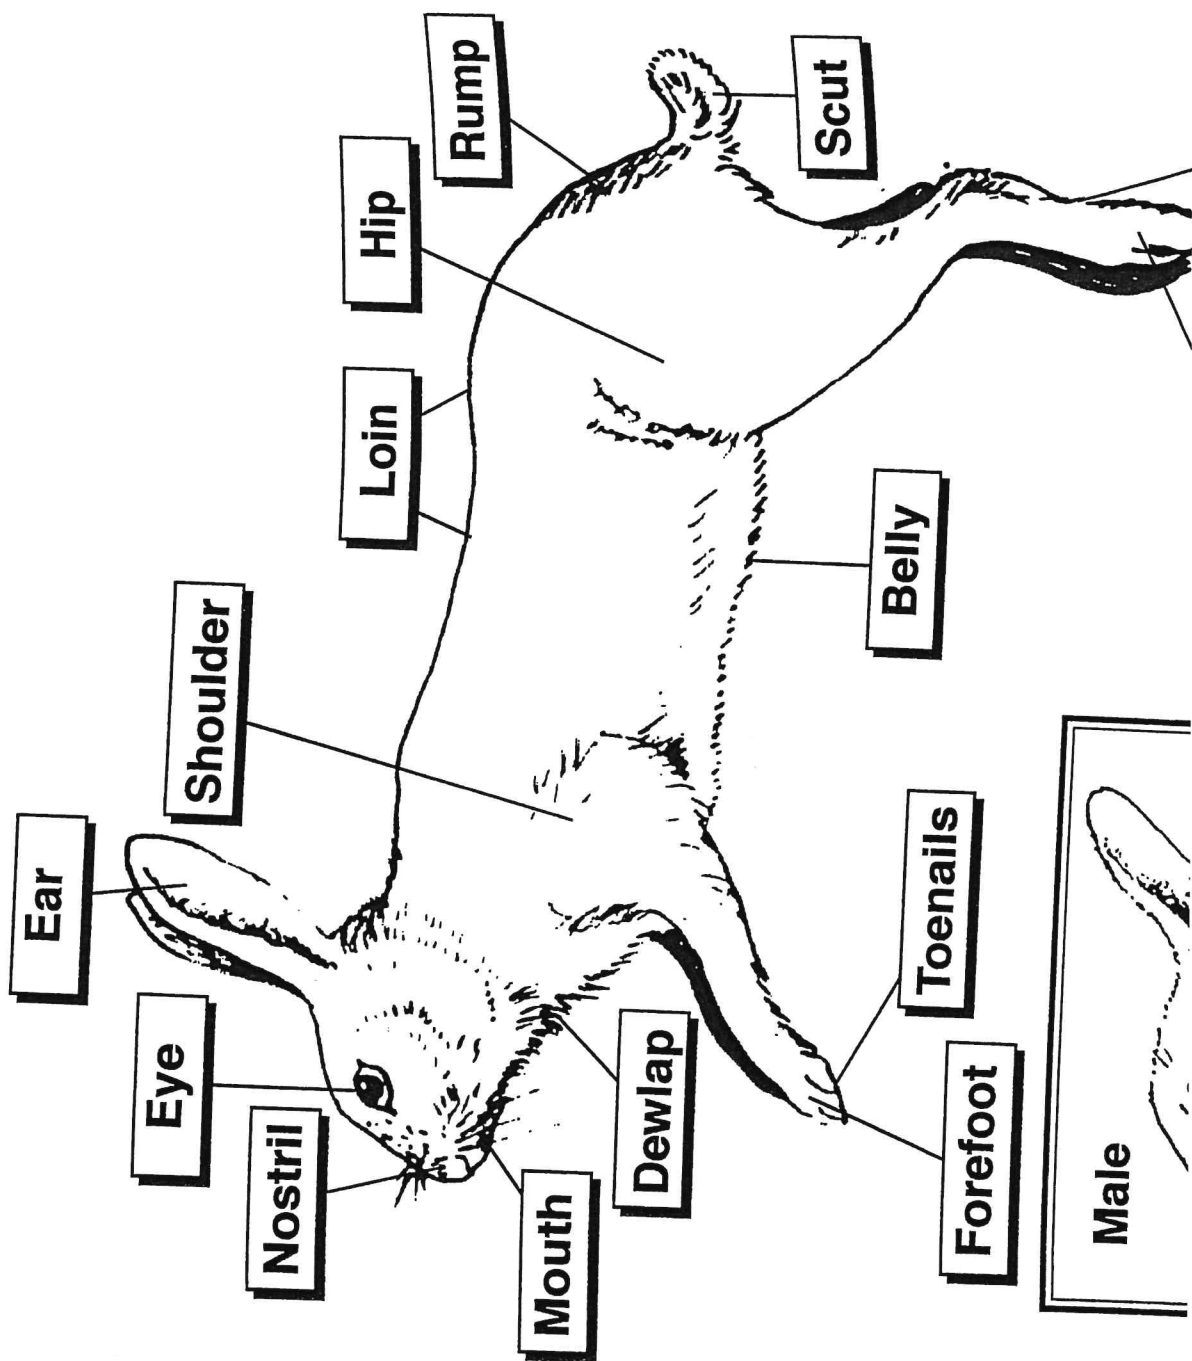 Ear
Eye
Nostril
Mouth
Shoulder
Loin
Hip
Rump
Scut
Dewlap
Belly
Toenails
Forefoot
Male